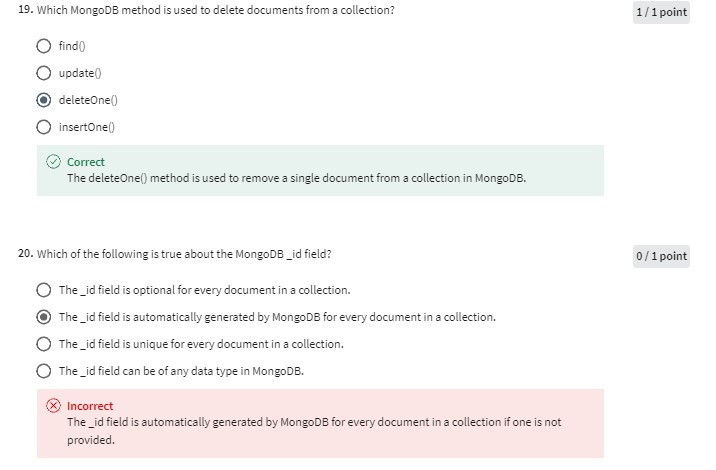 19. Which MongoDB method is used to delete documents from a collection?
1 / 1 point
find()
update()
deleteOne()
insertOne()
Correct
The deleteOne() method is used to remove a single document from a collection in MongoDB.
20. Which of the following is true about the MongoDB _id field?
0 / 1 point
The _id field is optional for every document in a collection.
The _id field is automatically generated by MongoDB for every document in a collection.
The _id field is unique for every document in a collection.
The _id field can be of any data type in MongoDB.
Incorrect
The _id field is automatically generated by MongoDB for every document in a collection if one is not
provided.